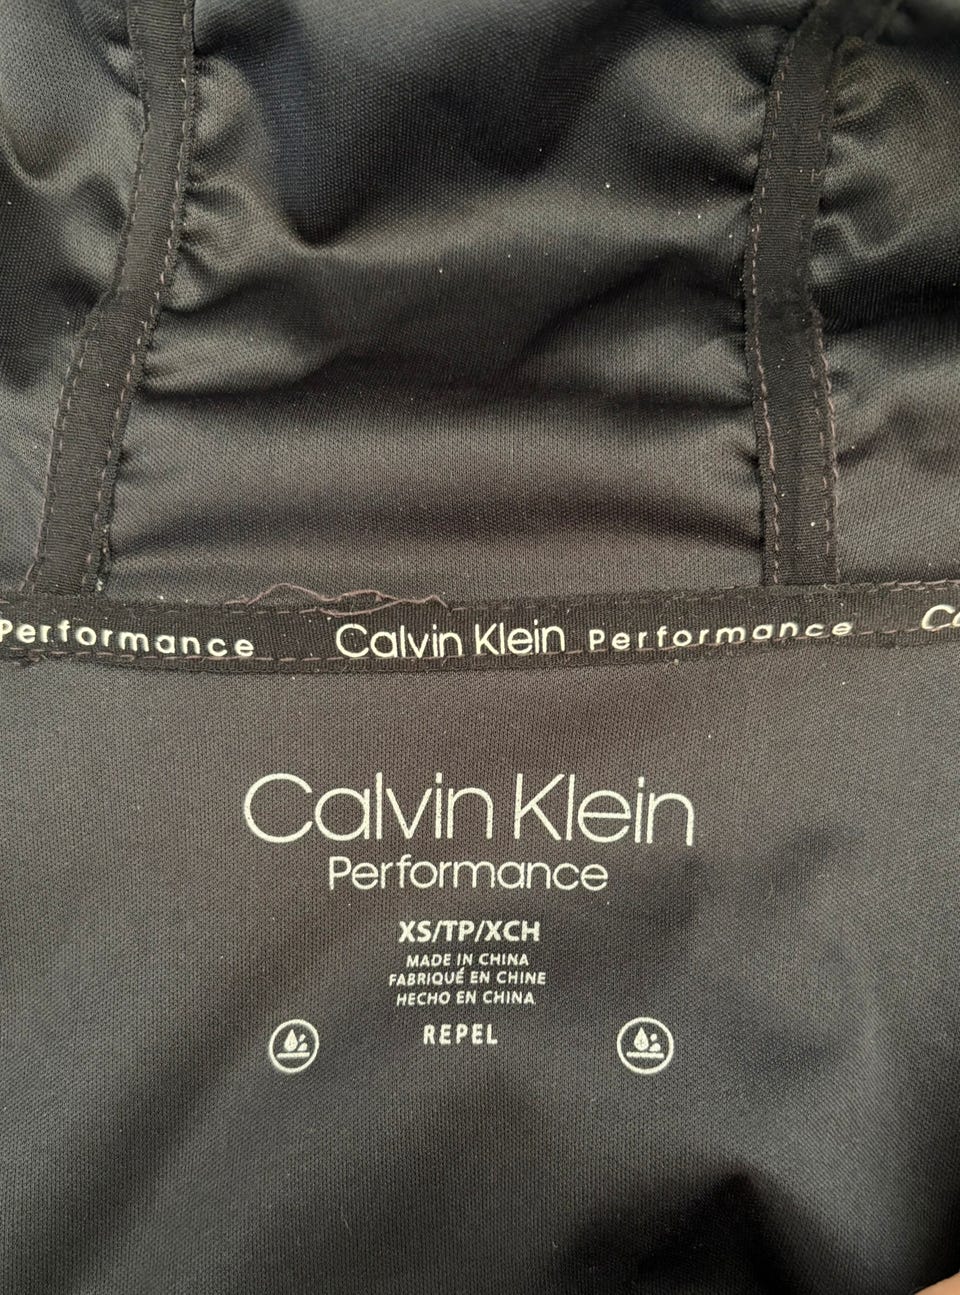 Performance Calvin Klein Performance
Calvin Klein
Performance
XS/TP/XCH
MADE IN CHINA
FABRIQUÉ EN CHINE
HECHO EN CHINA
REPEL